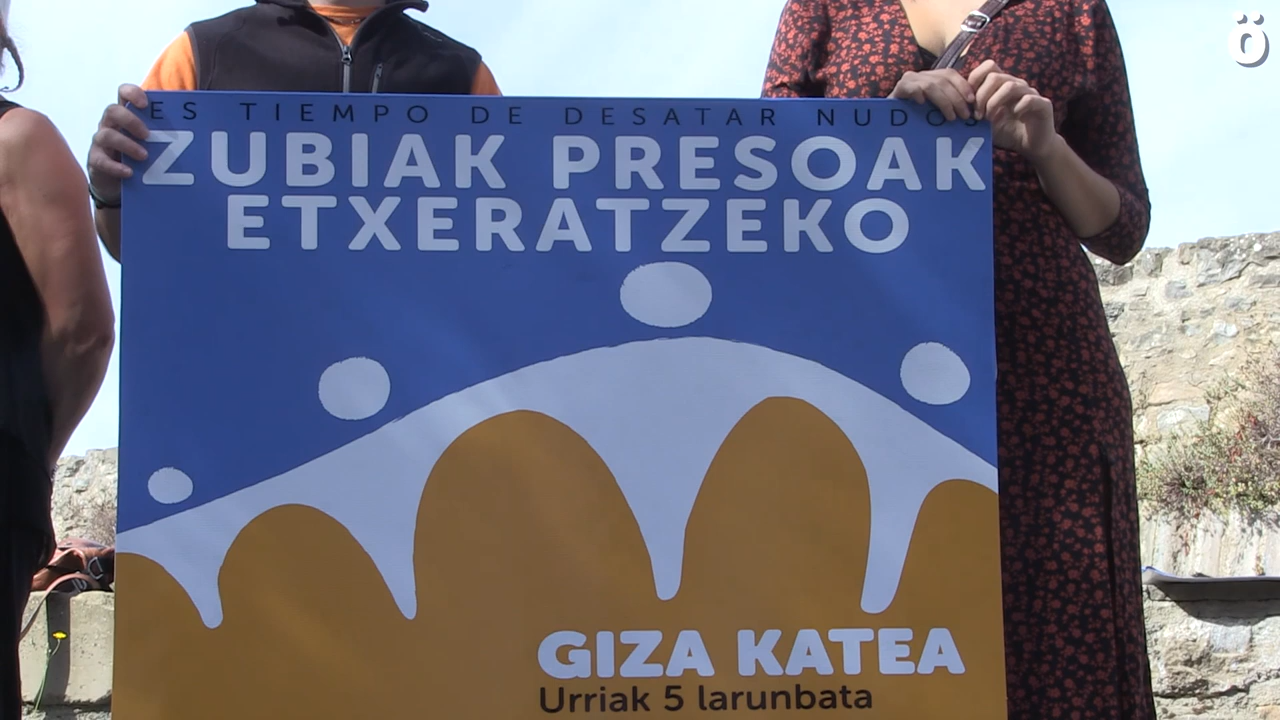 ES TIEMPO DE DESATAR NUDOS
ZUBIAK PRESOAK
ETXERATZEKO
GIZA KATEA
Urriak 5 larunbata
ö